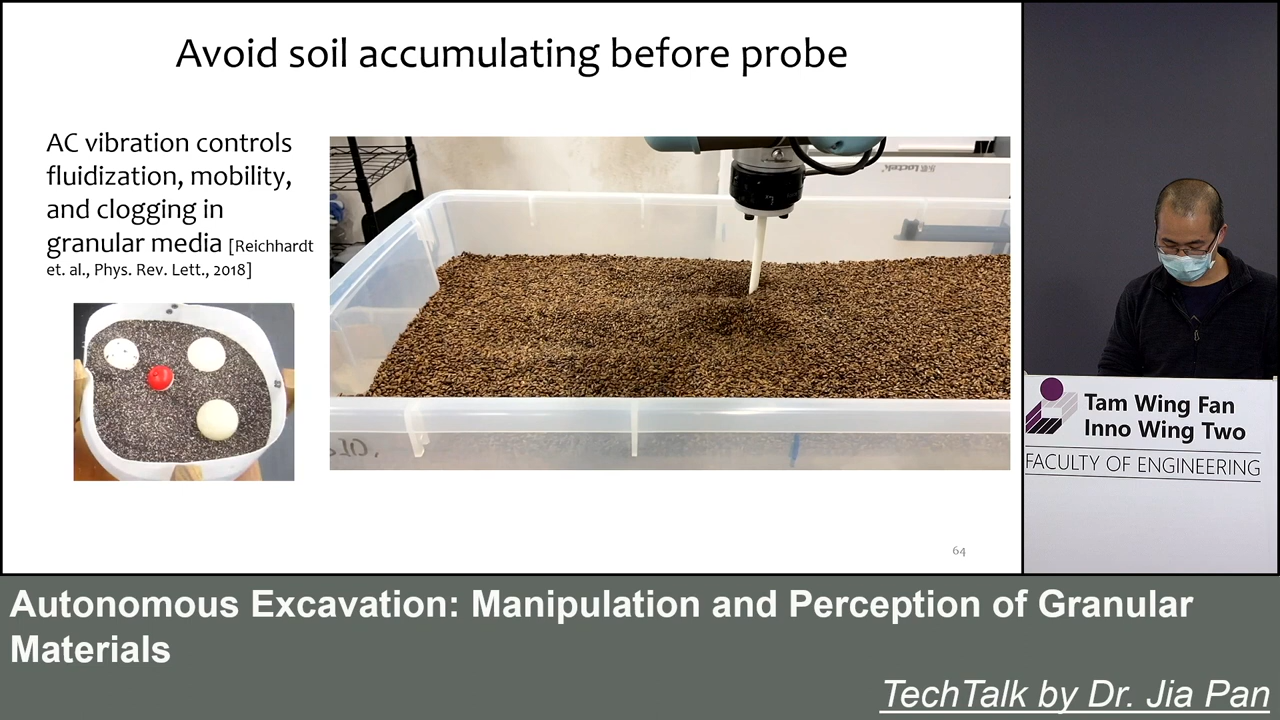 Avoid soil accumulating before probe
AC vibration controls
fluidization, mobility,
and clogging in
granular media [Reichhardt
et. al., Phys. Rev. Lett., 2018]
Loctek
64
Tam Wing Fan
Inno Wing Two
FACULTY OF ENGINEERING
Autonomous Excavation: Manipulation and Perception of Granular
Materials
TechTalk by Dr. Jia Pan